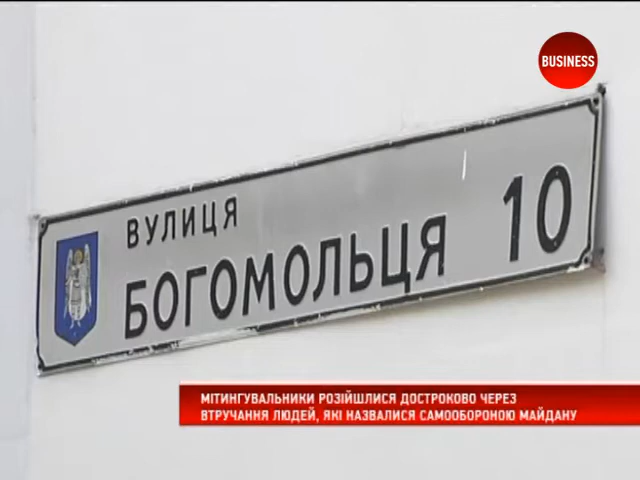 BUSINESS
ВУЛИЦЯ
БОГОМОЛЬЦЯ 10
МІТИНГУВАЛЬНИКИ РОЗІЙШЛИСЯ ДОСТРОКОВО ЧЕРЕЗ
ВТРУЧАННЯ ЛЮДЕЙ, ЯКІ НАЗВАЛИСЯ САМООБОРОНОЮ МАЙДАНУ